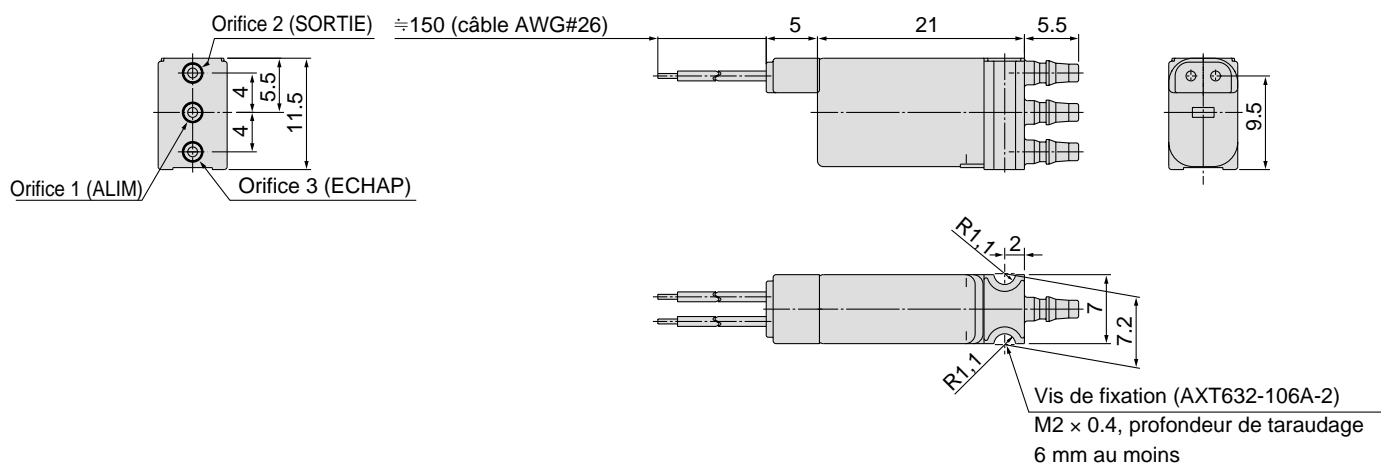 Orifice 2 (SORTIE)
≒150 (câble AWG#26)
5
21
5.5
4
4
5.5
11.5
9.5
Orifice 1 (ALIM)
Orifice 3 (ECHAP)
R1,1
2
7
7.2
R1,1
Vis de fixation (AXT632-106A-2)
M2 × 0.4, profondeur de taraudage
6 mm au moins